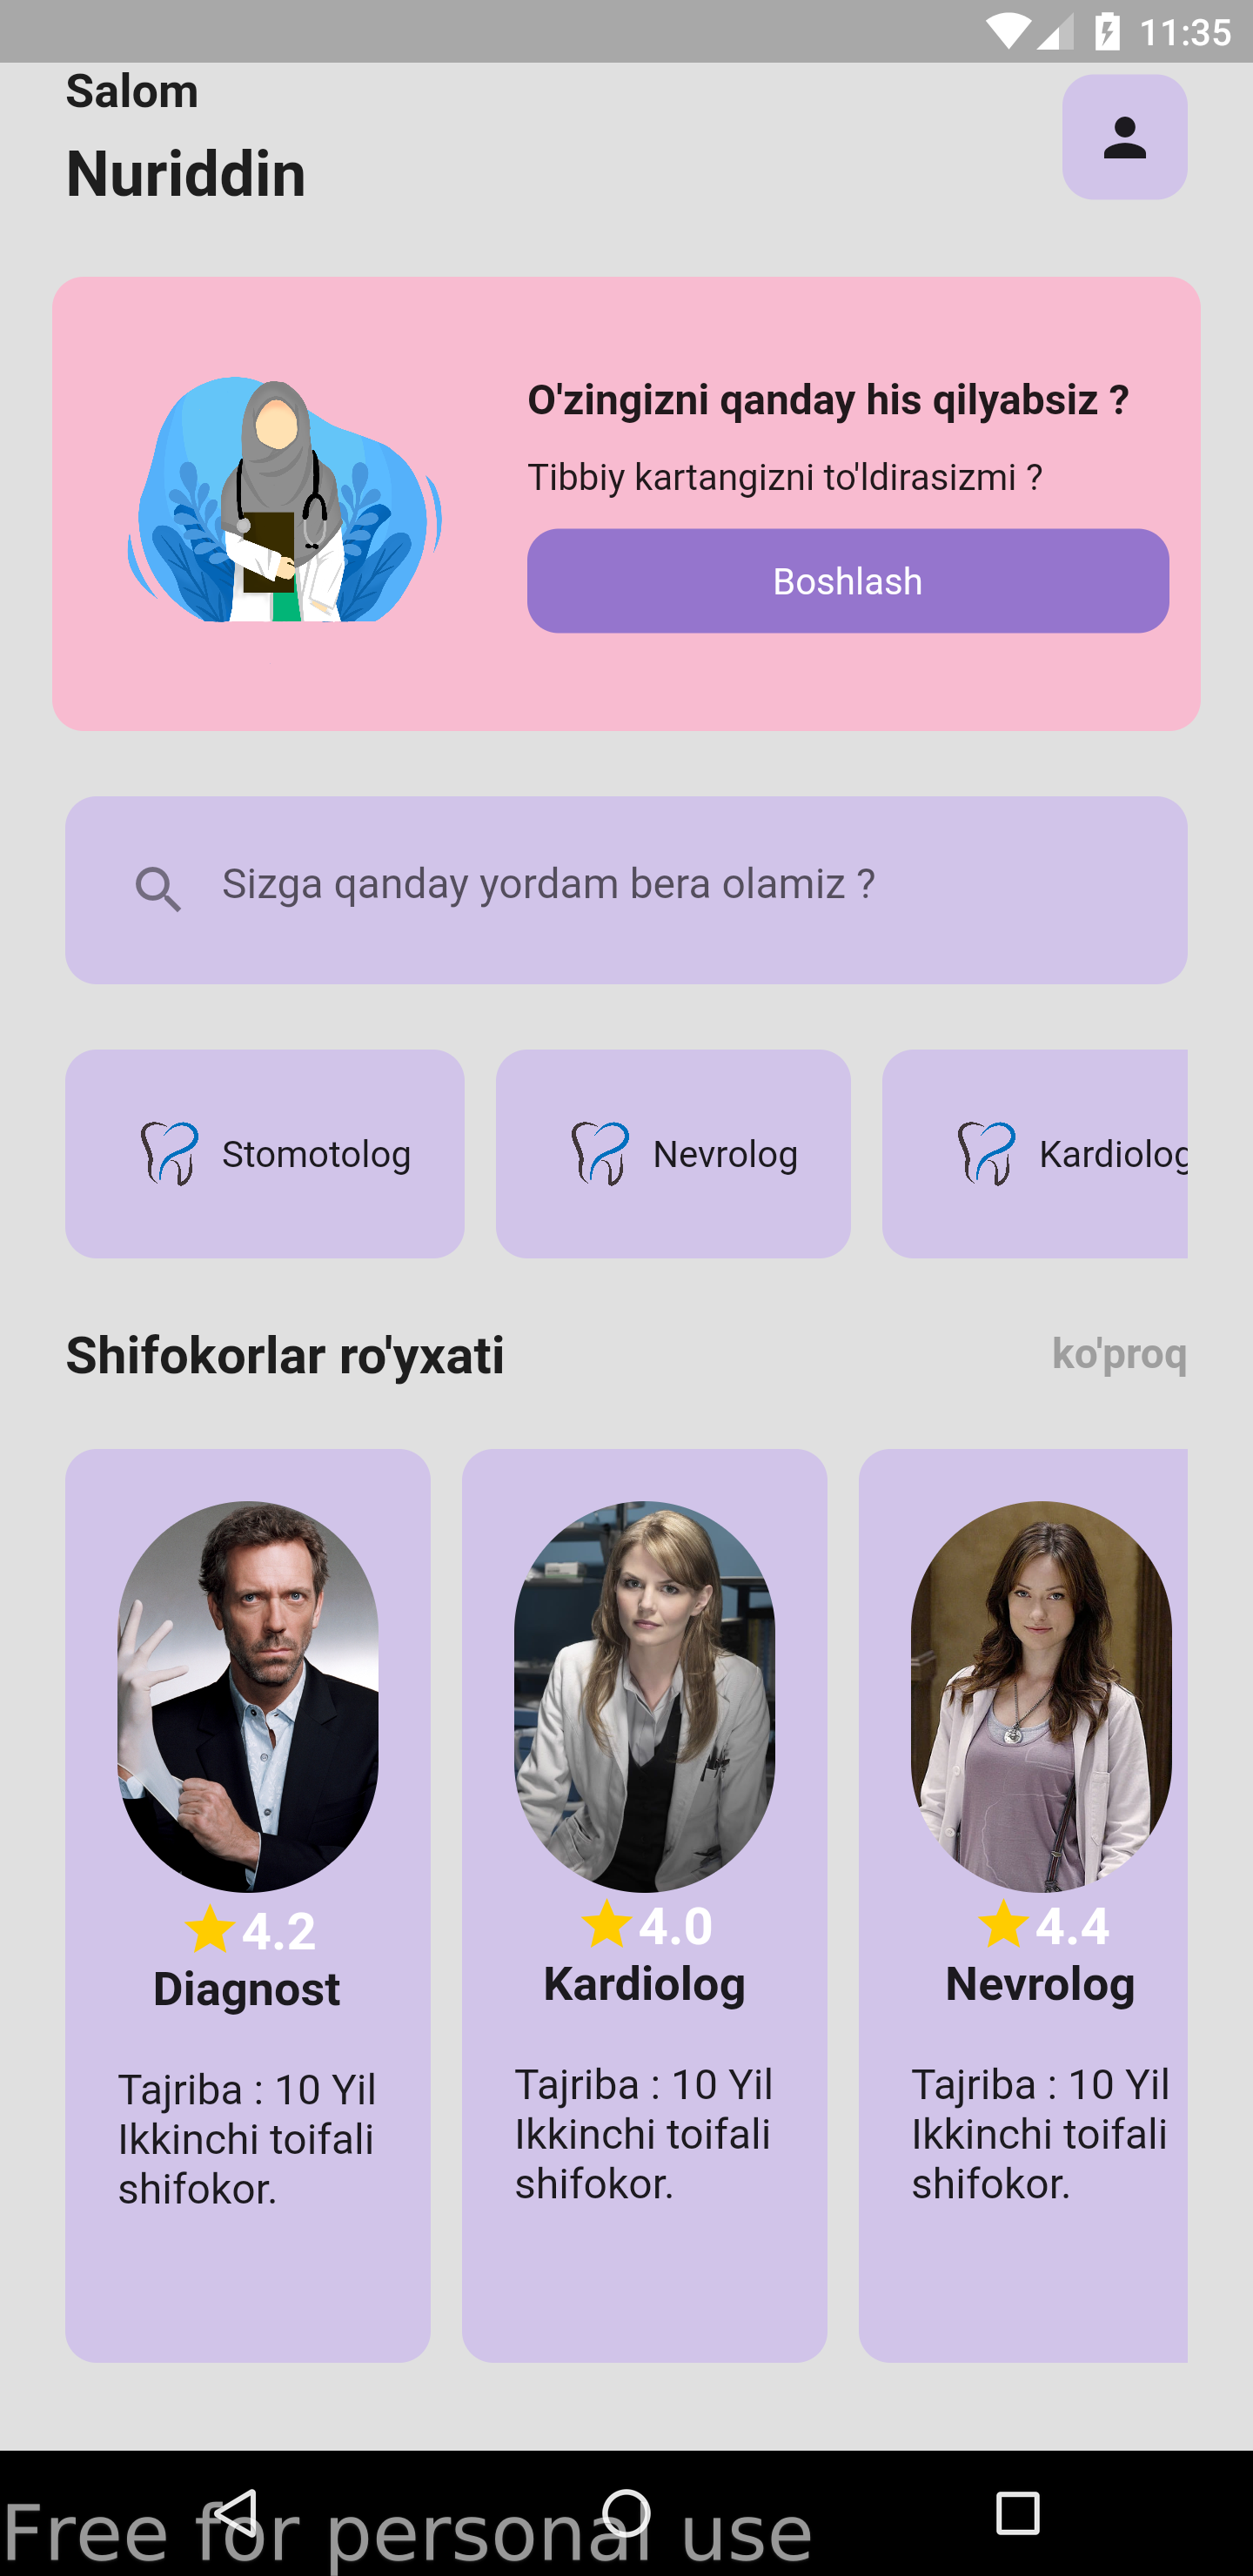 11:35
Salom
Nuriddin
O'zingizni qanday his qilyabsiz ?
Tibbiy kartangizni to'ldirasizmi ?
Boshlash
Sizga qanday yordam bera olamiz ?
Stomotolog
Nevrolog
Kardiolog
Shifokorlar ro'yxati
ko'proq
4.2
Diagnost
Tajriba : 10 Yil
Ikkinchi toifali
shifokor.
4.0
Kardiolog
Tajriba : 10 Yil
Ikkinchi toifali
shifokor.
4.4
Nevrolog
Tajriba : 10 Yil
Ikkinchi toifali
shifokor.
Free for personal use